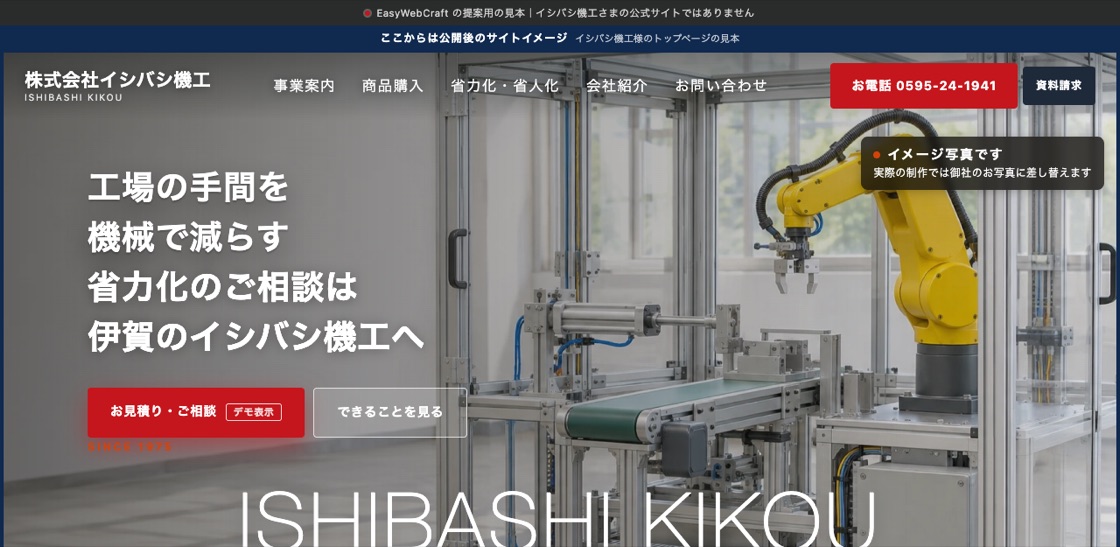 EasyWebCraft の提案用の見本｜イシバシ機工さまの公式サイトではありません
ここからは公開後のサイトイメージ イシバシ機工様のトップページの見本
株式会社イシバシ機工
ISHIBASHI KIKOU
事業案内 商品購入 省力化・省人化 会社紹介 お問い合わせ
お電話 0595-24-1941
資料請求
イメージ写真です
実際の制作では御社のお写真に差し替えます
工場の手間を
機械で減らす
省力化のご相談は
伊賀のイシバシ機工へ
お見積り・ご相談 デモ表示
できることを見る
ISHIBASHI KIKOU